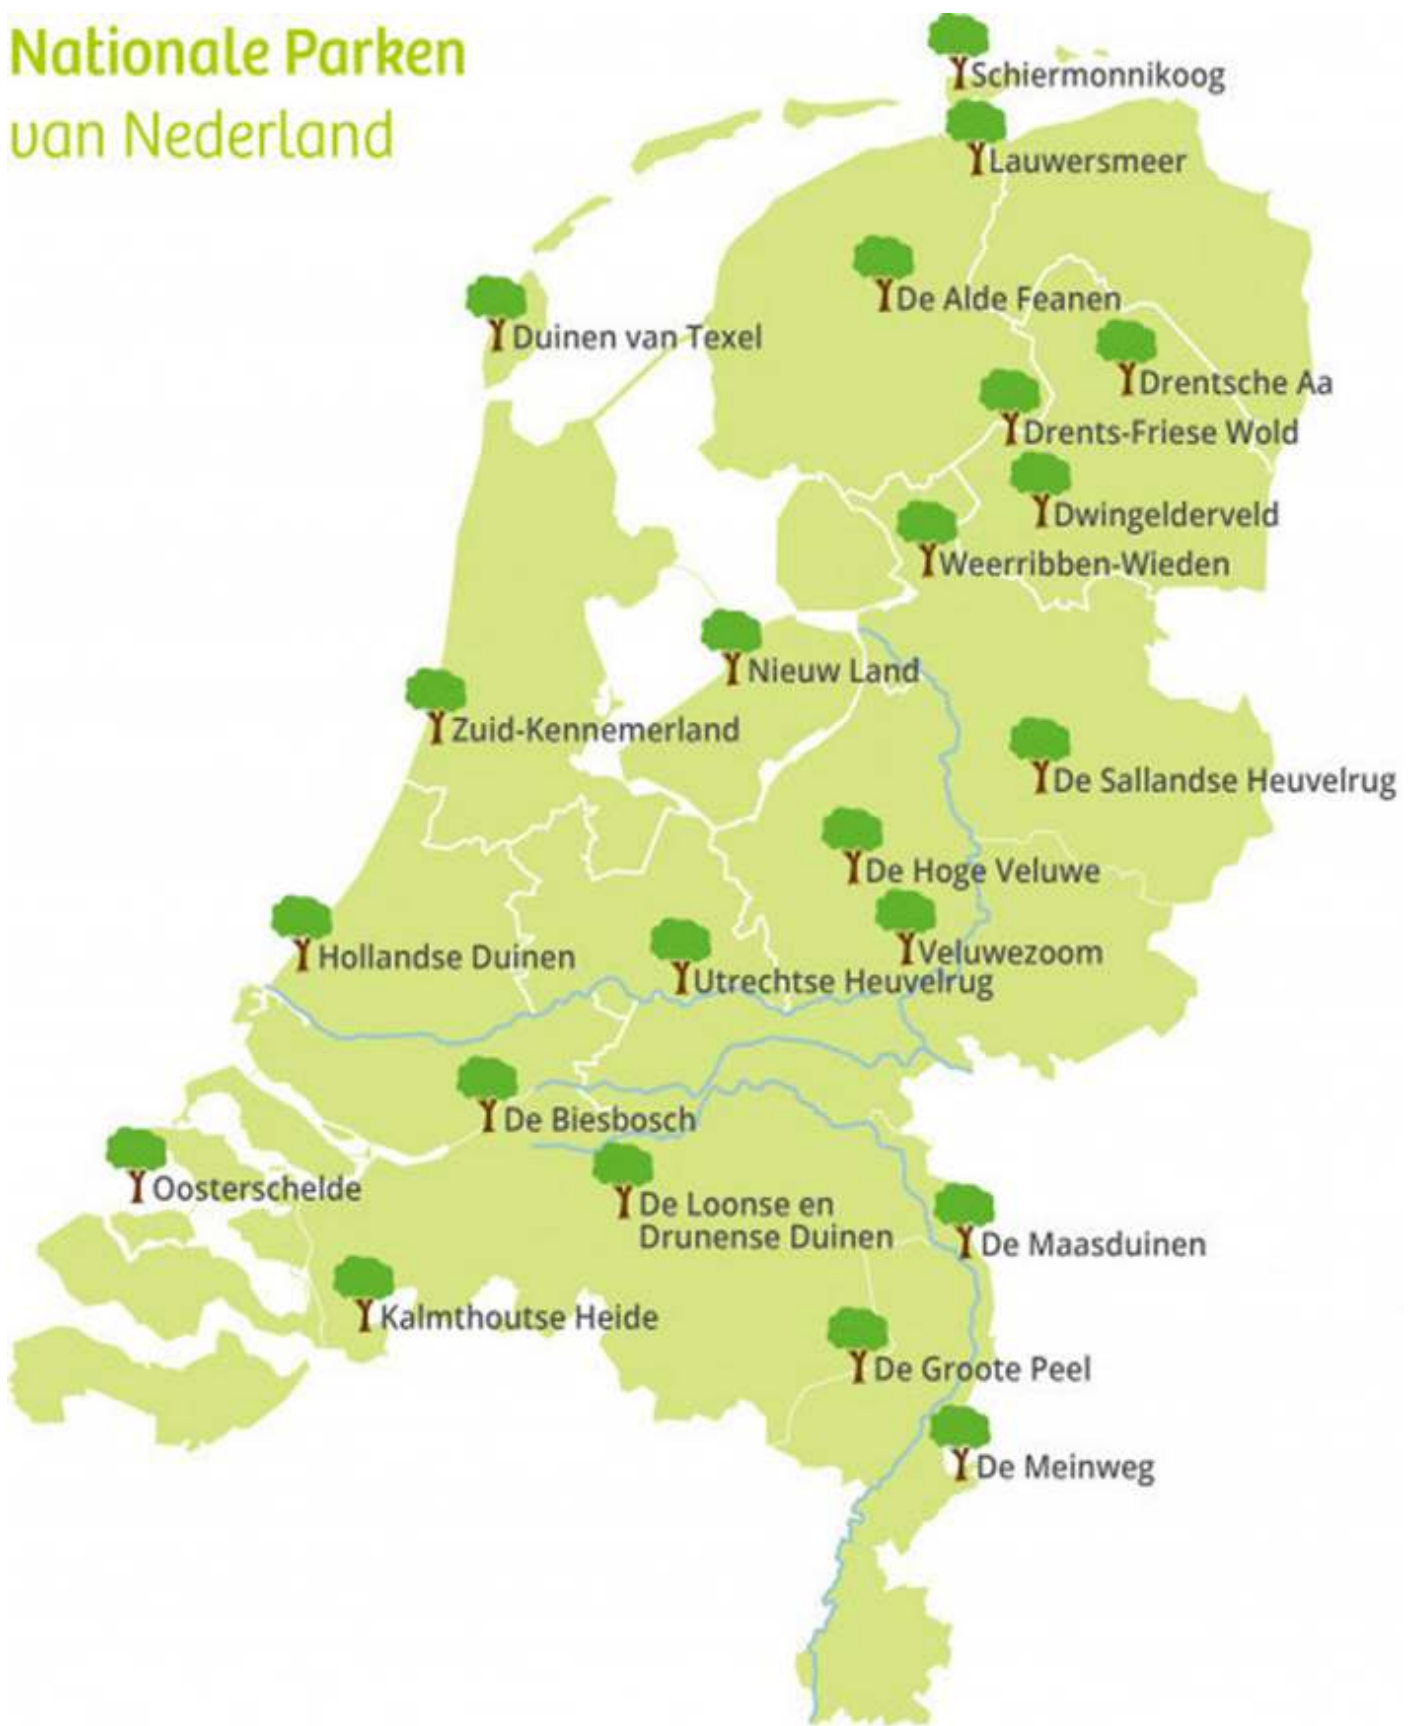 Nationale Parken
van Nederland
Schiermonnikoog
Lauwersmeer
De Alde Feanen
Duinen van Texel
Drentsche Aa
Drents-Friese Wold
Dwingelderveld
Weerribben-Wieden
Nieuw Land
Zuid-Kennemerland
De Sallandse Heuvelrug
De Hoge Veluwe
Veluwezoom
Hollandse Duinen
Utrechtse Heuvelrug
De Biesbosch
Oosterschelde
De Loonse en
Drunense Duinen
De Maasduinen
Kalmthoutse Heide
De Groote Peel
De Meinweg